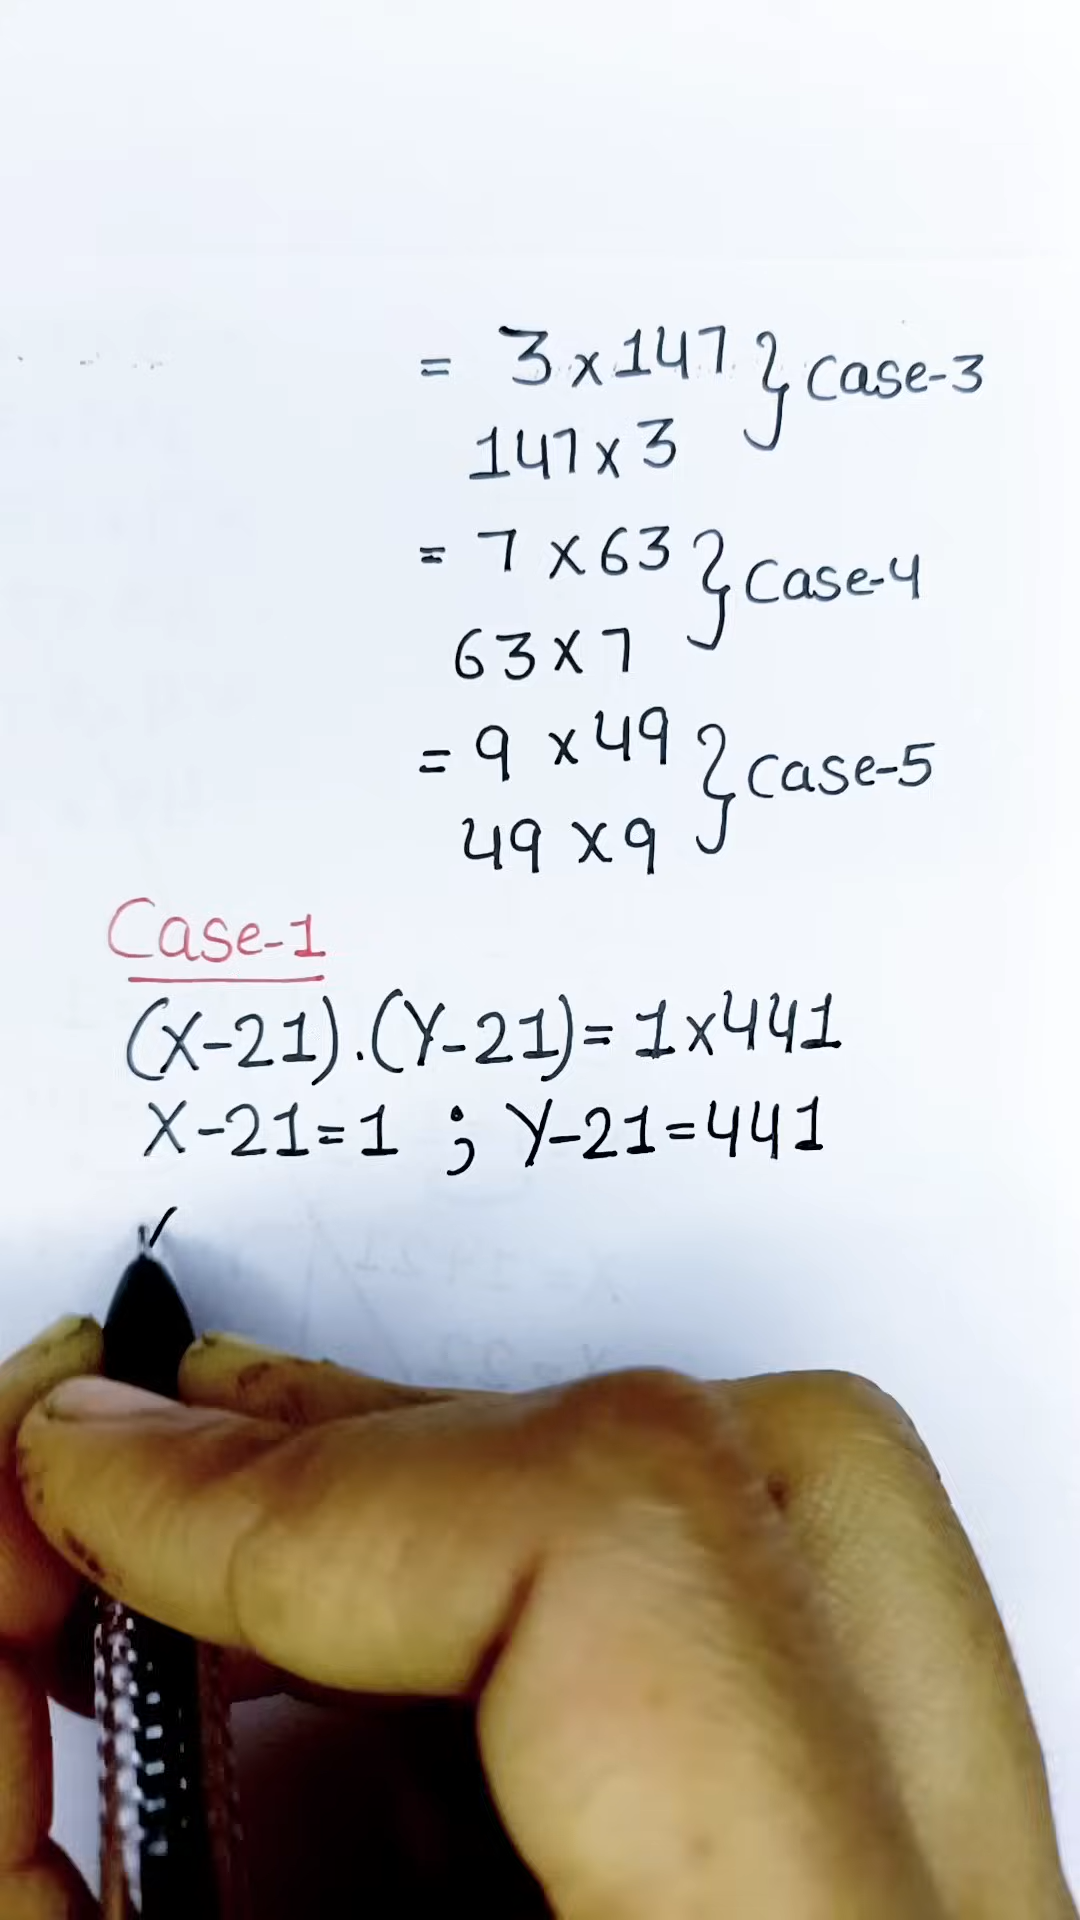 = 3 x 147 } Case-3
147 x 3
= 7 x 63 } Case-4
63 x 7
= 9 x 49 } Case-5
49 x 9
Case-1
(X-21).(Y-21)= 1x441
X-21=1 ; Y-21=441